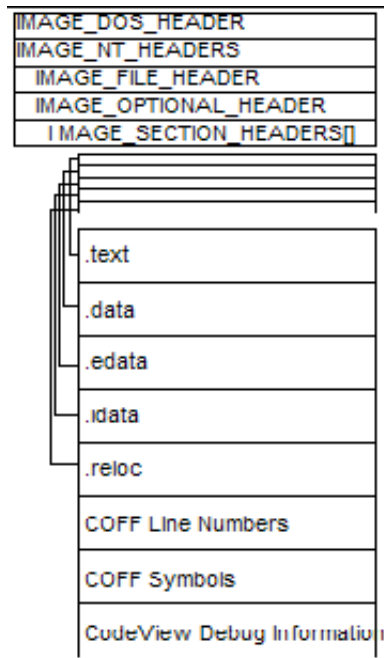 IMAGE_DOS_HEADER
IMAGE_NT_HEADERS
IMAGE_FILE_HEADER
IMAGE_OPTIONAL_HEADER
IMAGE_SECTION_HEADERS[]
.text
.data
.edata
.idata
.reloc
COFF Line Numbers
COFF Symbols
CodeView Debug Information